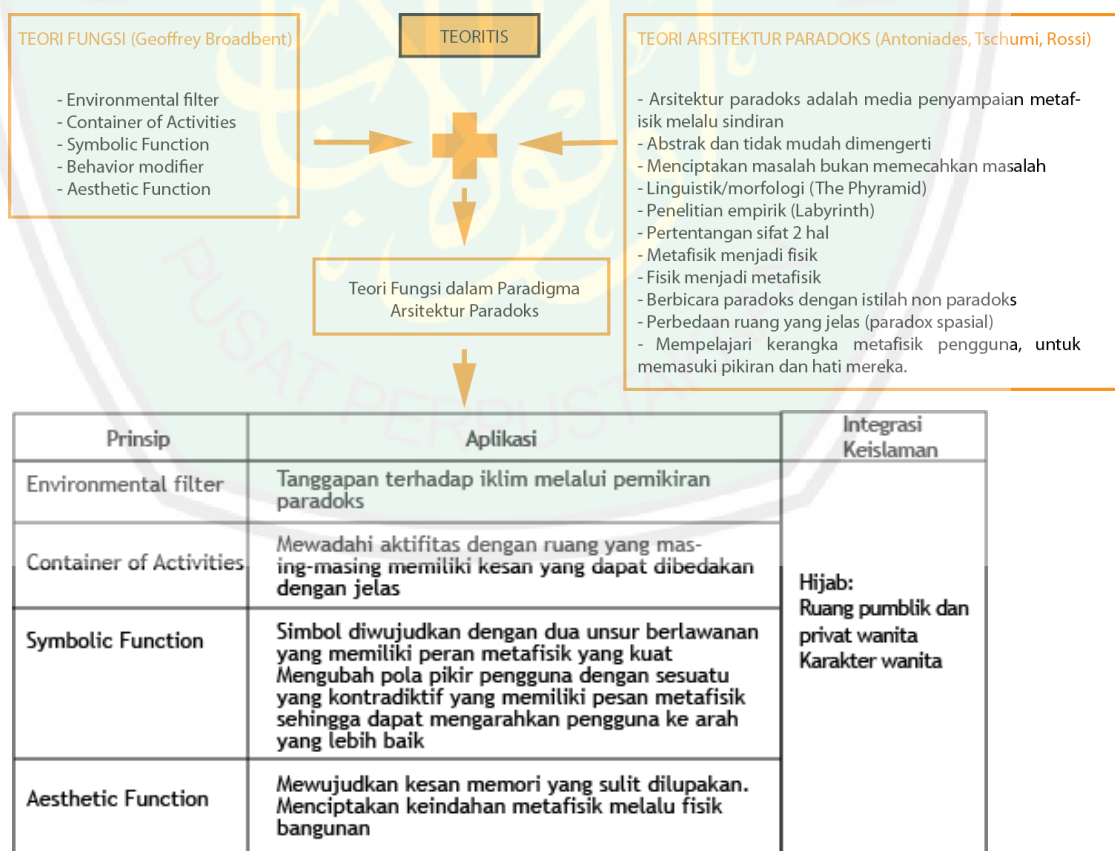 TEORI FUNGSI (Geoffrey Broadbent)
- Environmental filter
- Container of Activities
- Symbolic Function
- Behavior modifier
- Aesthetic Function
TEORITIS
TEORI ARSITEKTUR PARADOKS (Antoniades, Tschumi, Rossi)
- Arsitektur paradoks adalah media penyampaian metaf-
isik melalu sindiran
- Abstrak dan tidak mudah dimengerti
- Menciptakan masalah bukan memecahkan masalah
- Linguistik/morfologi (The Phyramid)
- Penelitian empirik (Labyrinth)
- Pertentangan sifat 2 hal
- Metafisik menjadi fisik
- Fisik menjadi metafisik
- Berbicara paradoks dengan istilah non paradoks
- Perbedaan ruang yang jelas (paradox spasial)
- Mempelajari kerangka metafisik pengguna, untuk
memasuki pikiran dan hati mereka.
Teori Fungsi dalam Paradigma
Arsitektur Paradoks
PUSAT PERPUSTA
Prinsip
Aplikasi
Integrasi
Keislaman
Environmental filter
Tanggapan terhadap iklim melalui pemikiran
paradoks
Container of Activities
Mewadahi aktifitas dengan ruang yang mas-
ing-masing memiliki kesan yang dapat dibedakan
dengan jelas
Symbolic Function
Simbol diwujudkan dengan dua unsur berlawanan
yang memiliki peran metafisik yang kuat
Mengubah pola pikir pengguna dengan sesuatu
yang kontradiktif yang memiliki pesan metafisik
sehingga dapat mengarahkan pengguna ke arah
yang lebih baik
Aesthetic Function
Mewujudkan kesan memori yang sulit dilupakan.
Menciptakan keindahan metafisik melalu fisik
bangunan
Hijab:
Ruang pumblik dan
privat wanita
Karakter wanita